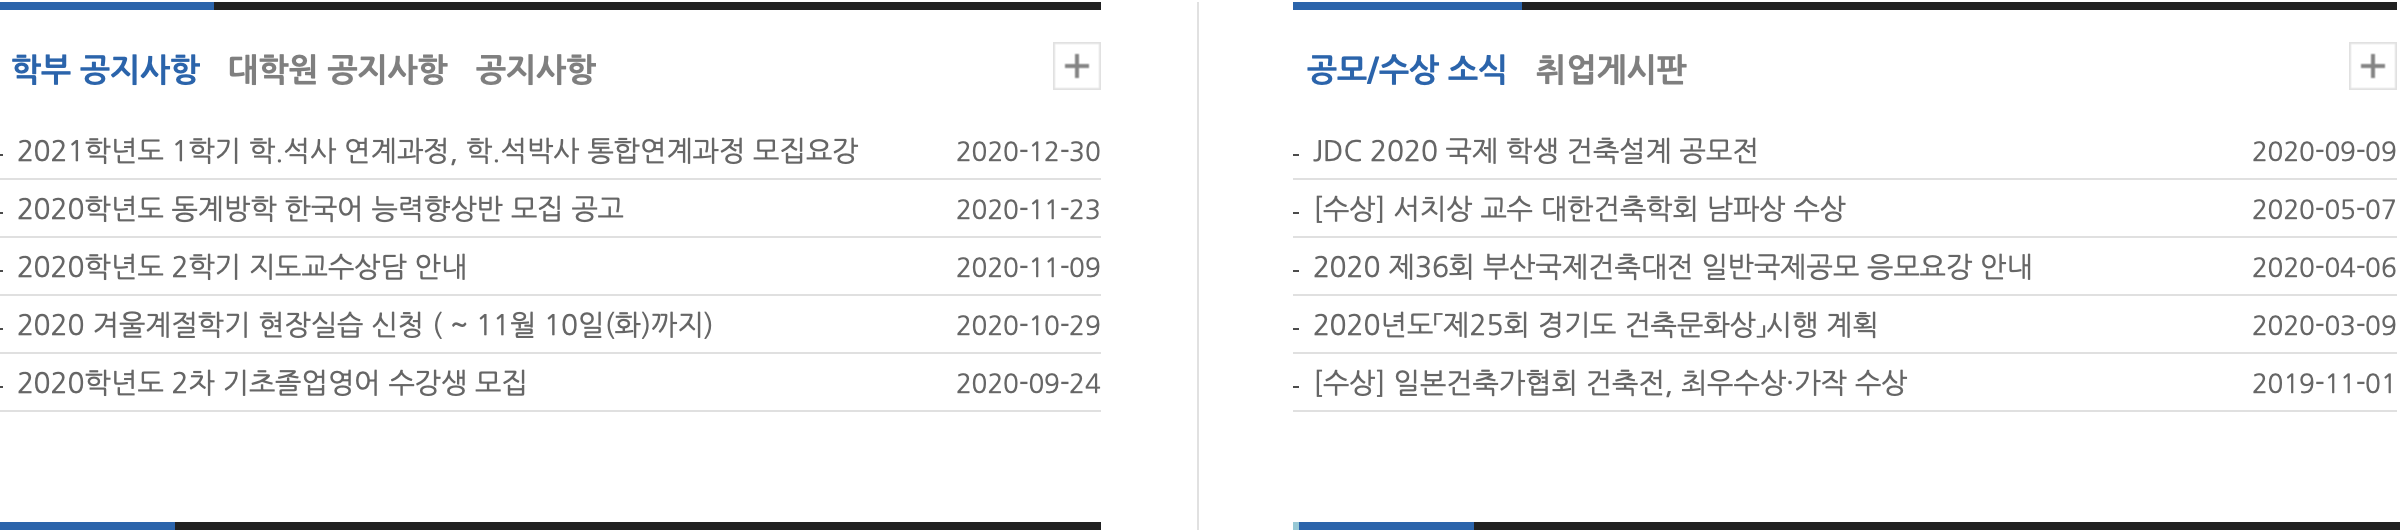 학부 공지사항 대학원 공지사항 공지사항 +
- 2021학년도 1학기 학.석사 연계과정, 학.석박사 통합연계과정 모집요강 2020-12-30
- 2020학년도 동계방학 한국어 능력향상반 모집 공고 2020-11-23
- 2020학년도 2학기 지도교수상담 안내 2020-11-09
- 2020 겨울계절학기 현장실습 신청 ( ~ 11월 10일(화)까지) 2020-10-29
- 2020학년도 2차 기초졸업영어 수강생 모집 2020-09-24
공모/수상 소식 취업게시판 +
- JDC 2020 국제 학생 건축설계 공모전 2020-09-09
- [수상] 서치상 교수 대한건축학회 남파상 수상 2020-05-07
- 2020 제36회 부산국제건축대전 일반국제공모 응모요강 안내 2020-04-06
- 2020년도「제25회 경기도 건축문화상」시행 계획 2020-03-09
- [수상] 일본건축가협회 건축전, 최우수상·가작 수상 2019-11-01